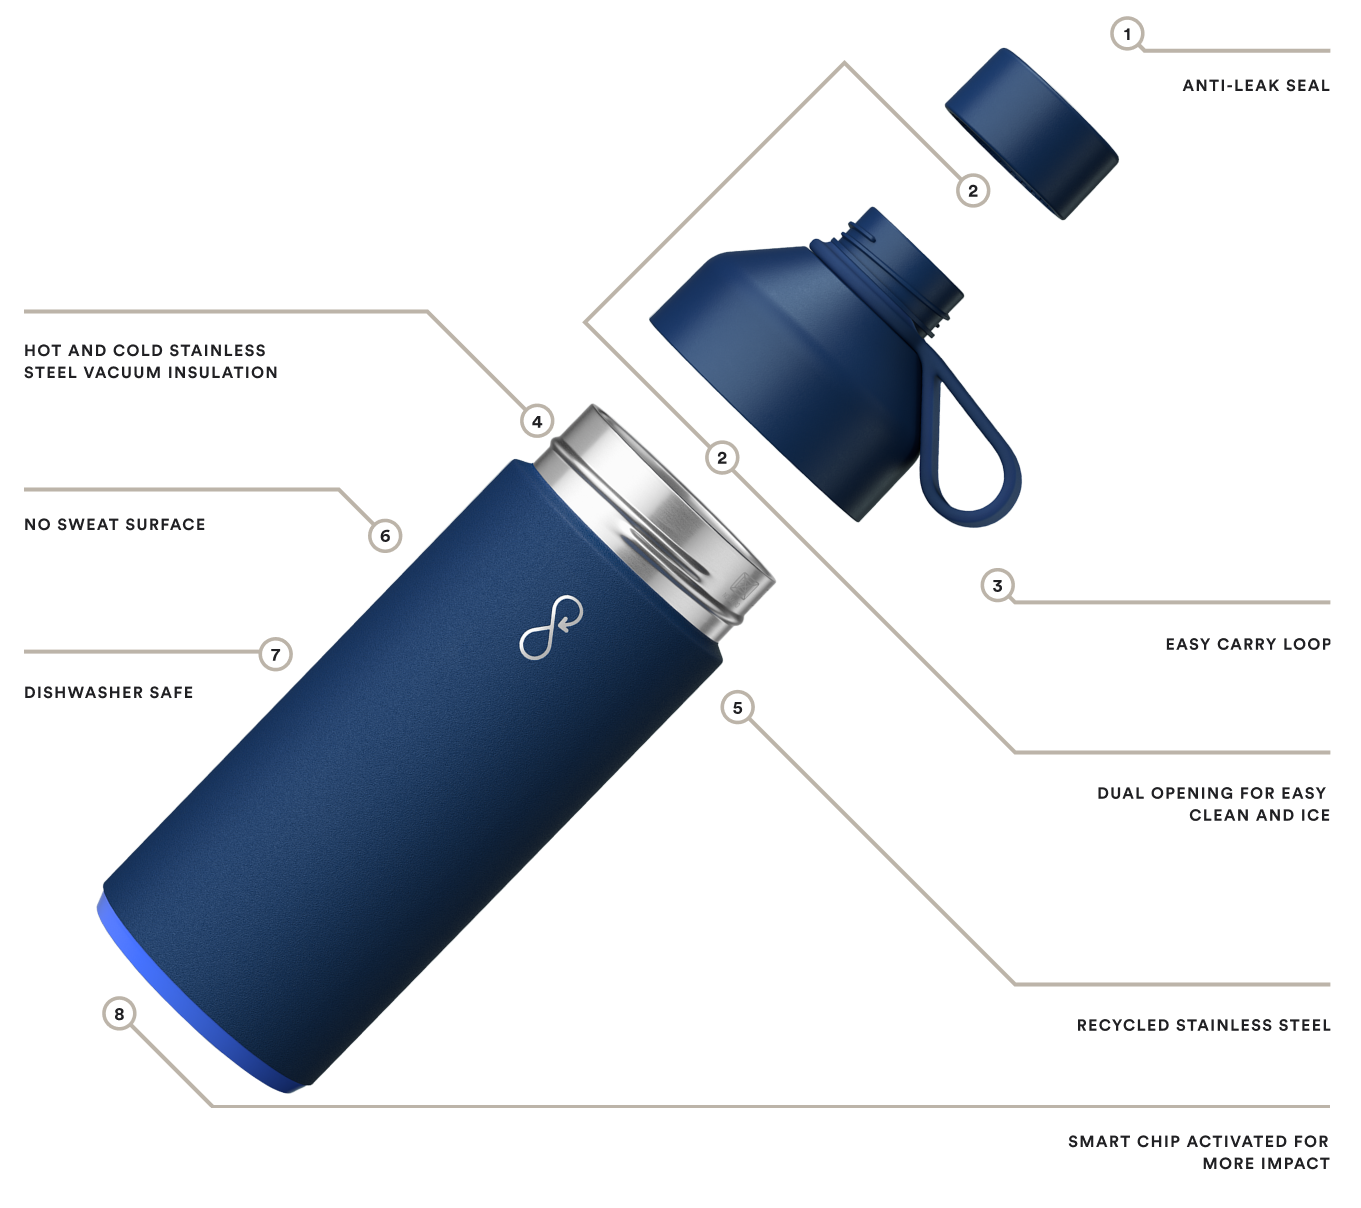 1
ANTI-LEAK SEAL
2
HOT AND COLD STAINLESS
STEEL VACUUM INSULATION
4
2
NO SWEAT SURFACE
6
3
EASY CARRY LOOP
7
DISHWASHER SAFE
5
DUAL OPENING FOR EASY
CLEAN AND ICE
8
RECYCLED STAINLESS STEEL
SMART CHIP ACTIVATED FOR
MORE IMPACT